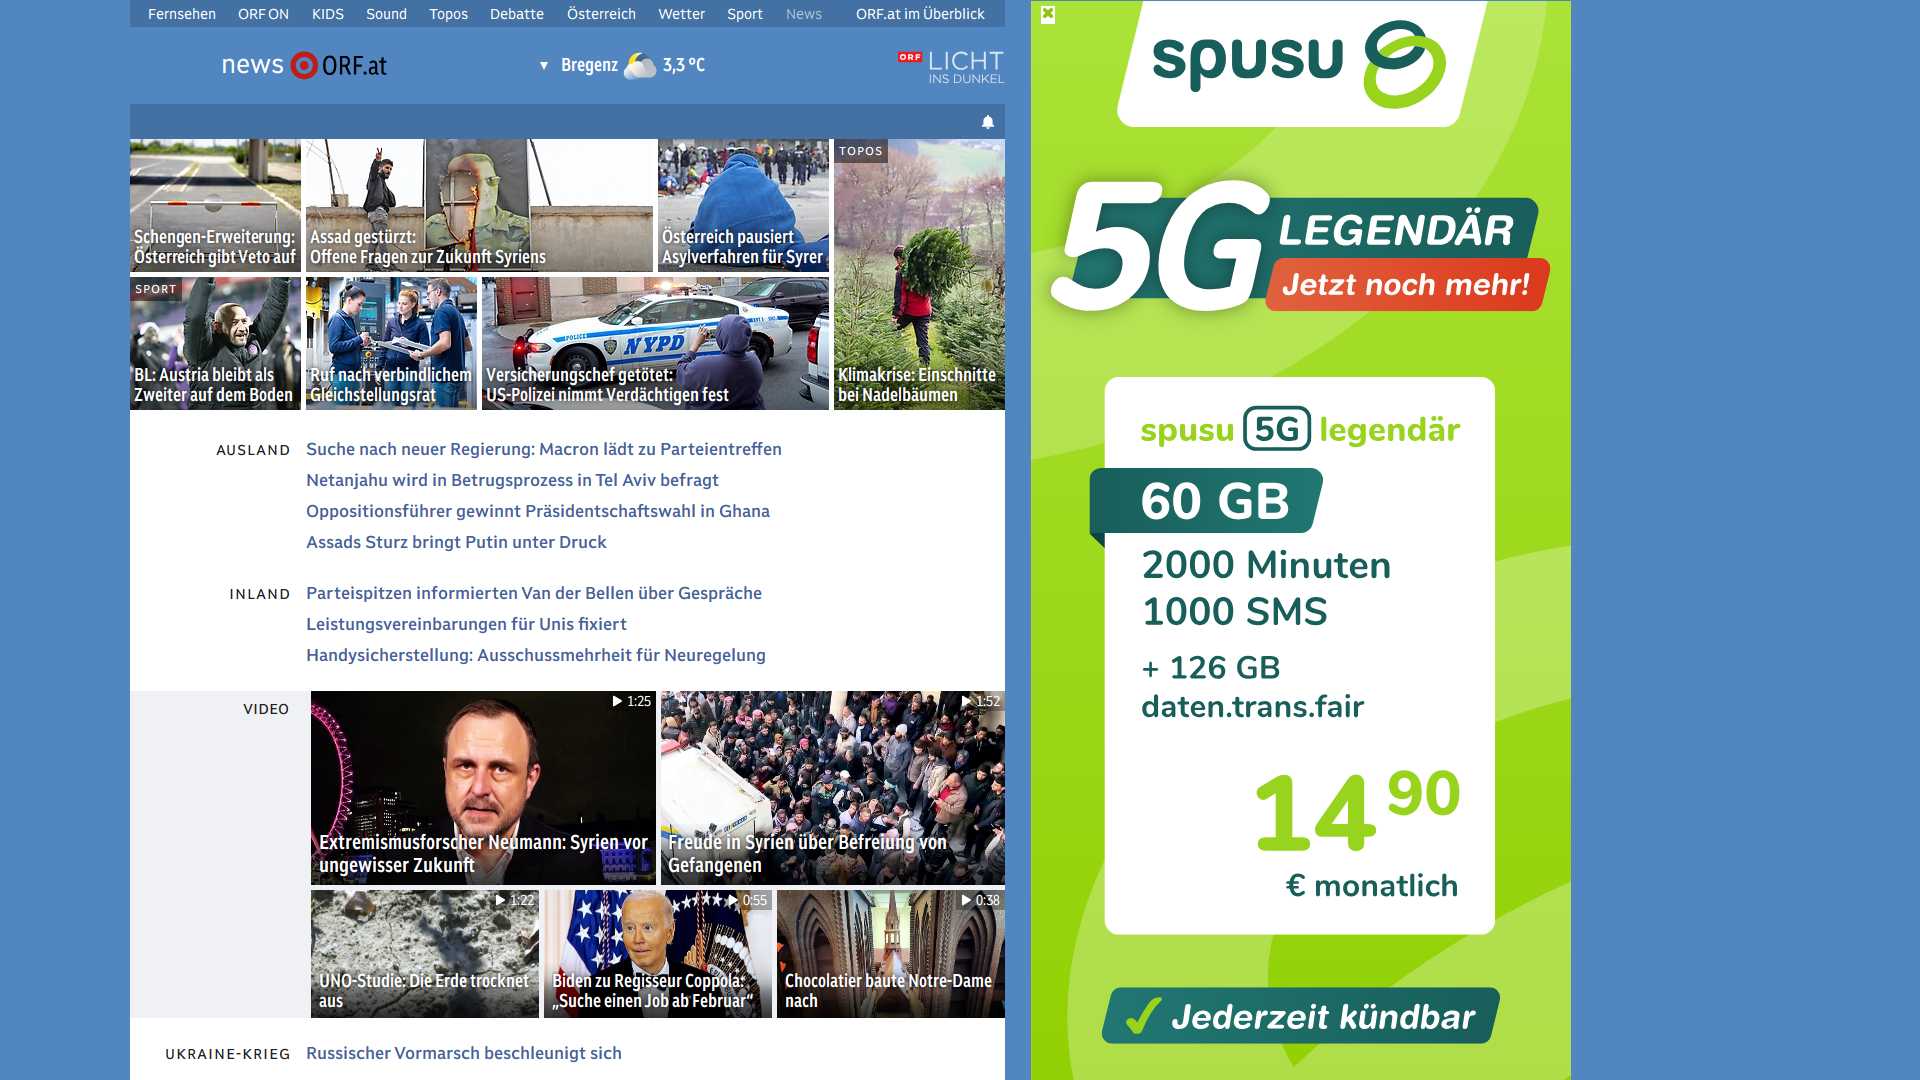 Fernsehen ORF ON KIDS Sound Topos Debatte Österreich Wetter Sport News ORF.at im Überblick
news ORF.at
Bregenz 3,3 °C
ORF LICHT
INS DUNKEL
Schengen-Erweiterung:
Österreich gibt Veto auf
Assad gestürzt:
Offene Fragen zur Zukunft Syriens
Österreich pausiert
Asylverfahren für Syrer
TOPOS
Klimakrise: Einschnitte
bei Nadelbäumen
SPORT
BL: Austria bleibt als
Zweiter auf dem Boden
Ruf nach verbindlichem
Gleichstellungsrat
POLICE
NYPD
Versicherungschef getötet:
US-Polizei nimmt Verdächtigen fest
AUSLAND
Suche nach neuer Regierung: Macron lädt zu Parteientreffen
Netanjahu wird in Betrugsprozess in Tel Aviv befragt
Oppositionsführer gewinnt Präsidentschaftswahl in Ghana
Assads Sturz bringt Putin unter Druck
INLAND
Parteispitzen informierten Van der Bellen über Gespräche
Leistungsvereinbarungen für Unis fixiert
Handysicherstellung: Ausschussmehrheit für Neuregelung
VIDEO
1:25
Extremismusforscher Neumann: Syrien vor
ungewisser Zukunft
1:52
Freude in Syrien über Befreiung von
Gefangenen
1:22
UNO-Studie: Die Erde trocknet
aus
0:55
Biden zu Regisseur Coppola:
„Suche einen Job ab Februar“
0:38
Chocolatier baute Notre-Dame
nach
UKRAINE-KRIEG
Russischer Vormarsch beschleunigt sich
spusu
5G LEGENDÄR
Jetzt noch mehr!
spusu 5G legendär
60 GB
2000 Minuten
1000 SMS
+ 126 GB
daten.trans.fair
14 90
€ monatlich
Jederzeit kündbar